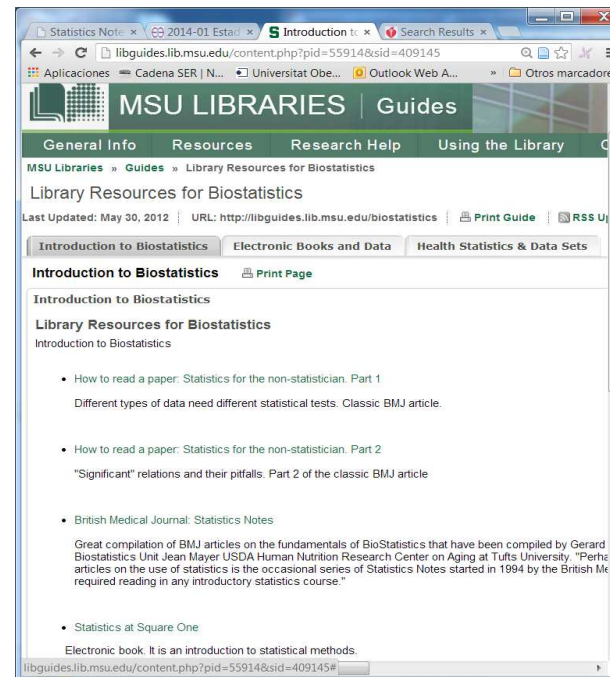 Statistics Note
2014-01 Estad
Introduction to
Search Results
libguides.lib.msu.edu/content.php?pid=55914&sid=409145
Aplicaciones Cadena SER | N... Universitat Obe... Outlook Web A... » Otros marcadore
MSU LIBRARIES | Guides
General Info Resources Research Help Using the Library
MSU Libraries » Guides » Library Resources for Biostatistics
Library Resources for Biostatistics
Last Updated: May 30, 2012 URL: http://libguides.lib.msu.edu/biostatistics Print Guide RSS Up
Introduction to Biostatistics Electronic Books and Data Health Statistics & Data Sets
Introduction to Biostatistics Print Page
Introduction to Biostatistics
Library Resources for Biostatistics
Introduction to Biostatistics
• How to read a paper: Statistics for the non-statistician. Part 1
Different types of data need different statistical tests. Classic BMJ article.
• How to read a paper: Statistics for the non-statistician. Part 2
"Significant" relations and their pitfalls. Part 2 of the classic BMJ article
• British Medical Journal: Statistics Notes
Great compilation of BMJ articles on the fundamentals of BioStatistics that have been compiled by Gerard
Biostatistics Unit Jean Mayer USDA Human Nutrition Research Center on Aging at Tufts University. "Perha
articles on the use of statistics is the occasional series of Statistics Notes started in 1994 by the British Me
required reading in any introductory statistics course."
• Statistics at Square One
Electronic book. It is an introduction to statistical methods.
libguides.lib.msu.edu/content.php?pid=55914&sid=409145#